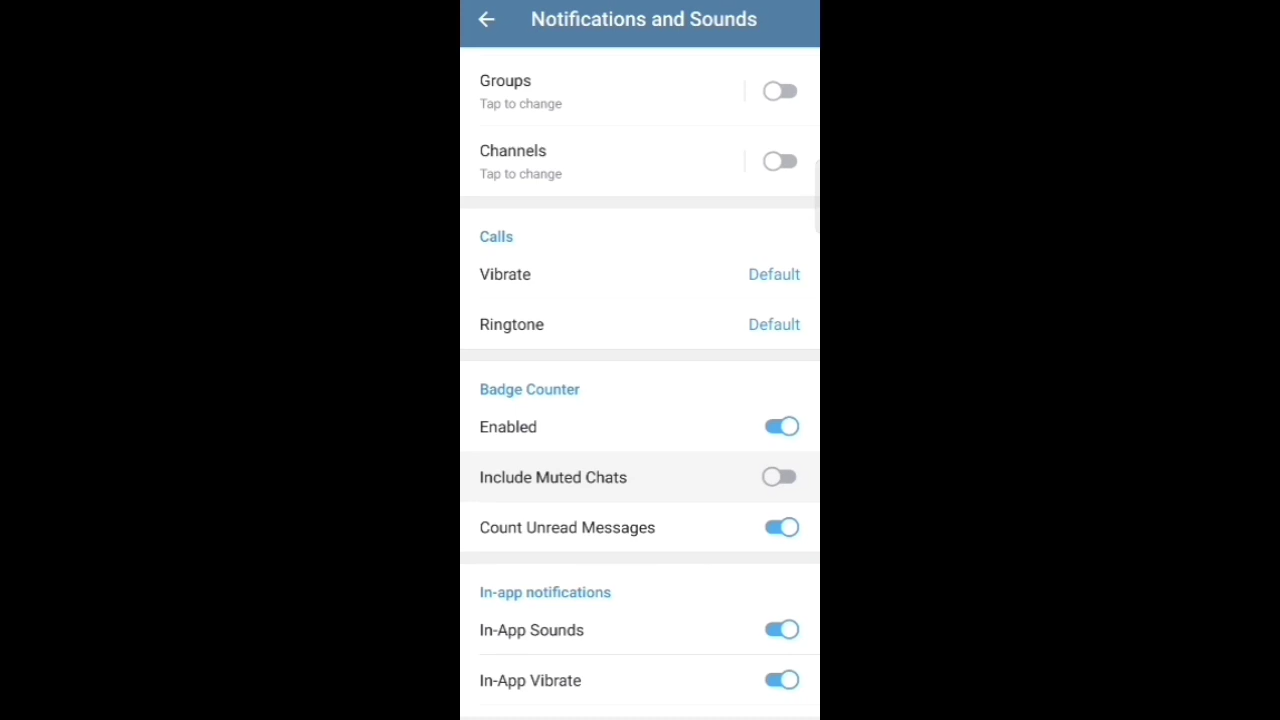 Notifications and Sounds
Groups
Tap to change
Channels
Tap to change
Calls
Vibrate Default
Ringtone Default
Badge Counter
Enabled
Include Muted Chats
Count Unread Messages
In-app notifications
In-App Sounds
In-App Vibrate